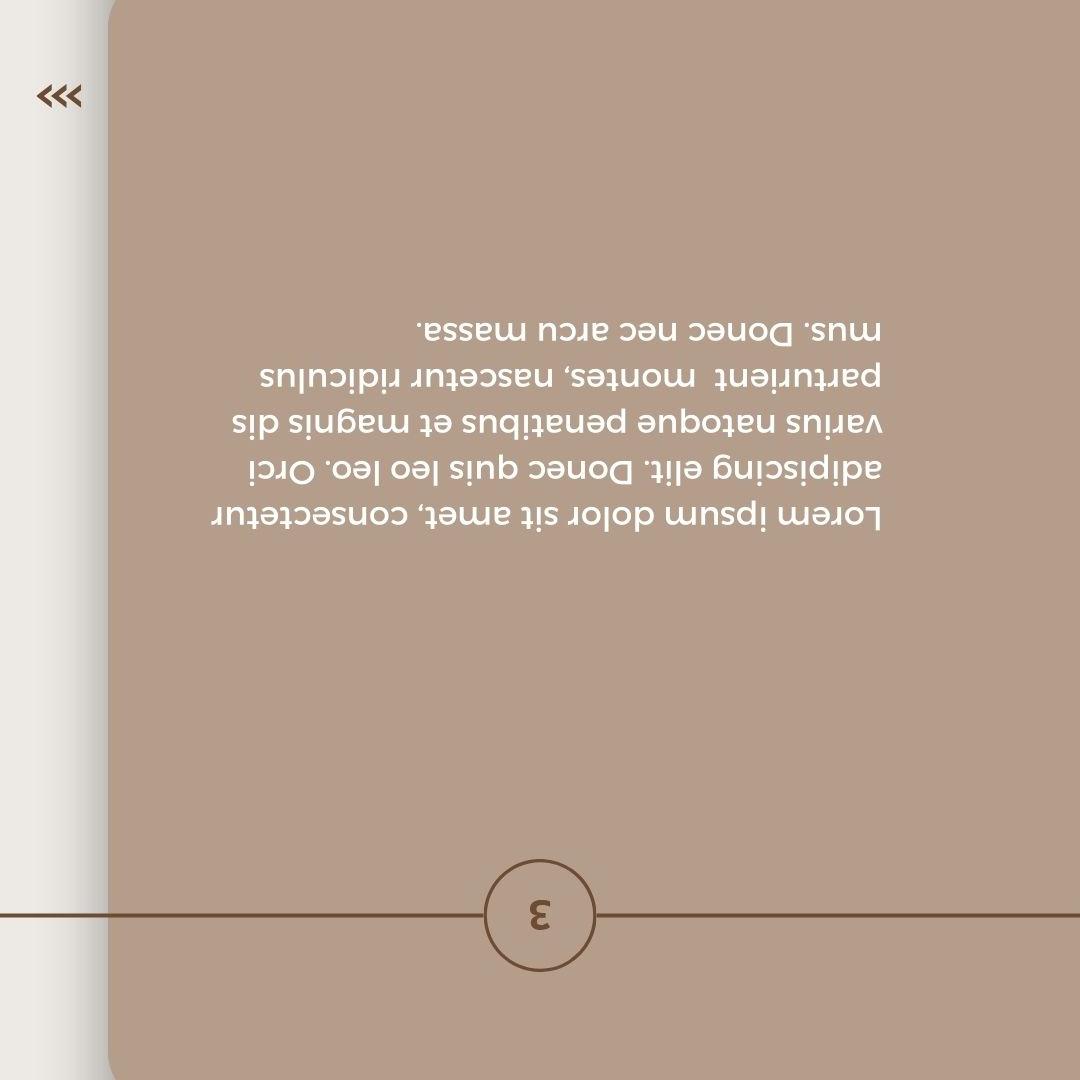 3
Lorem ipsum dolor sit amet, consectetur
adipiscing elit. Donec quis leo leo. Orci
varius natoque penatibus et magnis dis
parturient  montes, nascetur ridiculus
mus. Donec nec arcu massa.